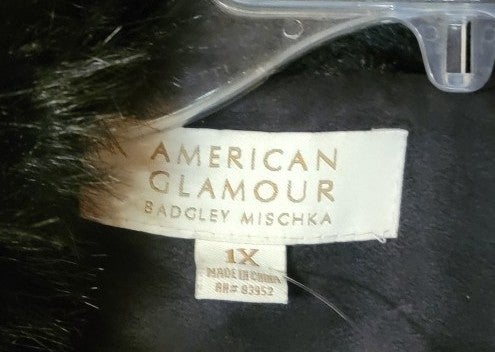 AMERICAN
GLAMOUR
BADGLEY MISCHKA
1X
MADE IN CHINA
RN# 83952